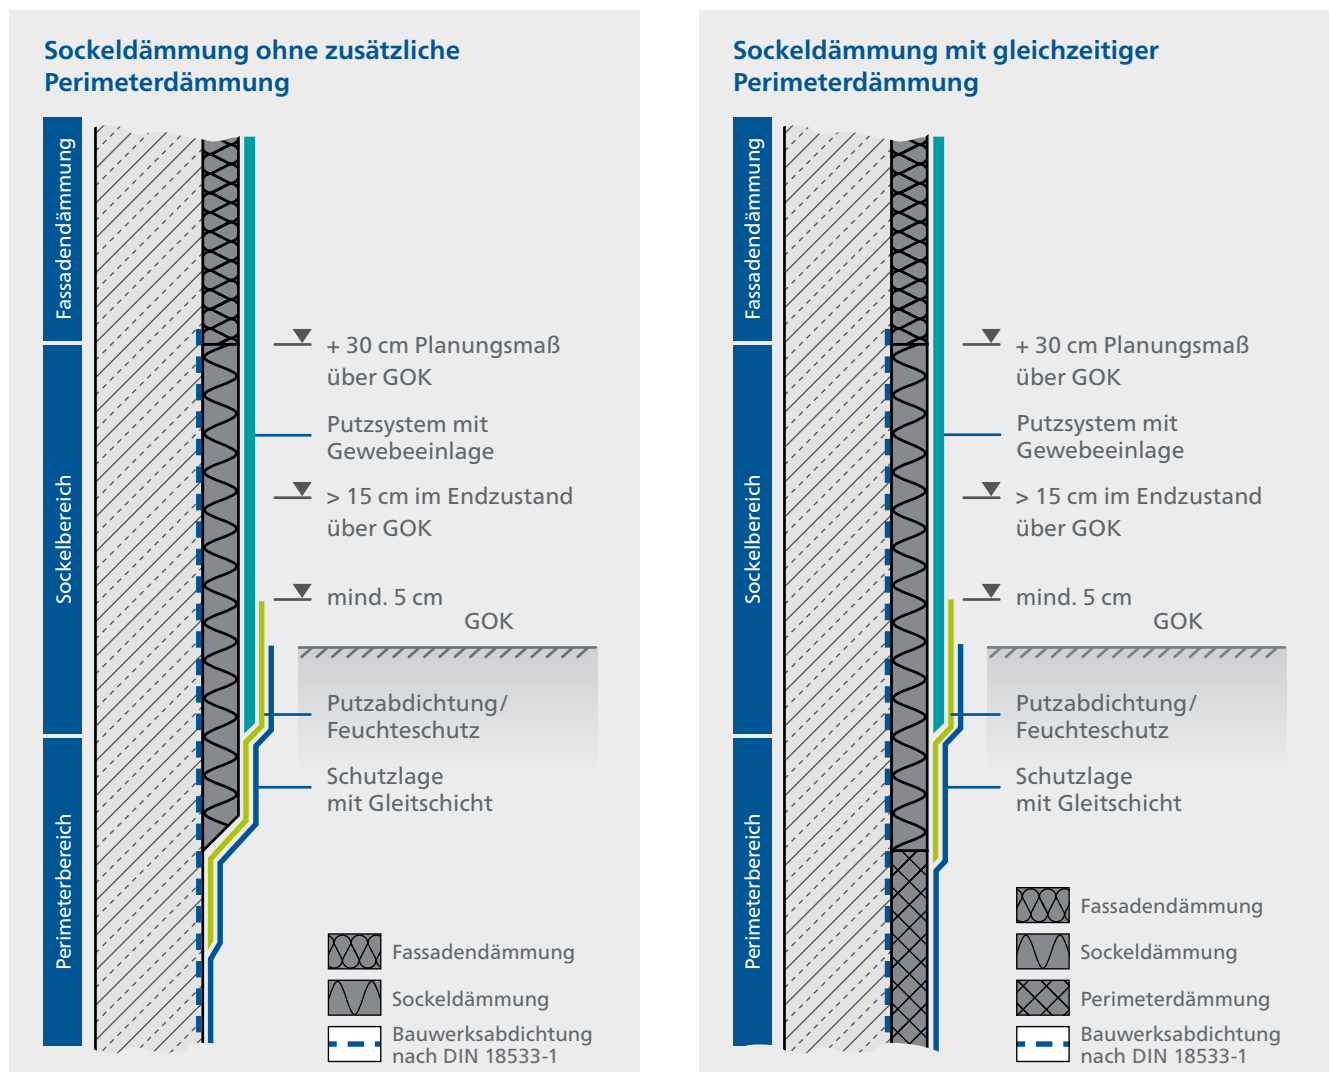 Sockeldämmung ohne zusätzliche
Perimeterdämmung
Fassadendämmung
Sockelbereich
Perimeterbereich
+ 30 cm Planungsmaß
über GOK
Putzsystem mit
Gewebeeinlage
> 15 cm im Endzustand
über GOK
mind. 5 cm
GOK
Putzabdichtung/
Feuchteschutz
Schutzlage
mit Gleitschicht
Fassadendämmung
Sockeldämmung
Bauwerksabdichtung
nach DIN 18533-1
Sockeldämmung mit gleichzeitiger
Perimeterdämmung
Fassadendämmung
Sockelbereich
Perimeterbereich
+ 30 cm Planungsmaß
über GOK
Putzsystem mit
Gewebeeinlage
> 15 cm im Endzustand
über GOK
mind. 5 cm
GOK
Putzabdichtung/
Feuchteschutz
Schutzlage
mit Gleitschicht
Fassadendämmung
Sockeldämmung
Perimeterdämmung
Bauwerksabdichtung
nach DIN 18533-1